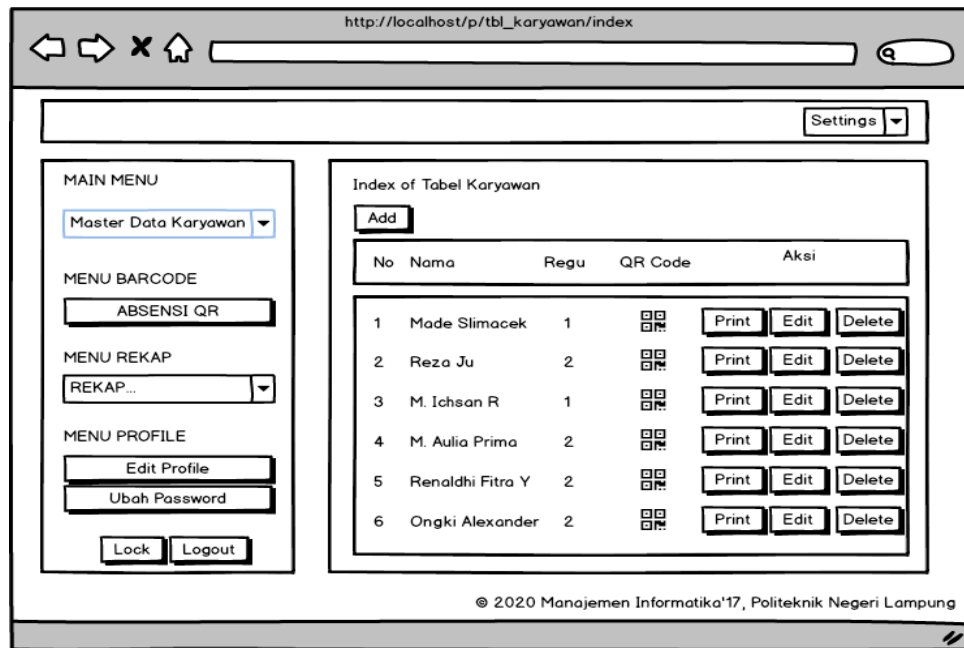 http://localhost/p/tbl_karyawan/index
Settings
MAIN MENU
Master Data Karyawan
MENU BARCODE
ABSENSI QR
MENU REKAP
REKAP...
MENU PROFILE
Edit Profile
Ubah Password
Lock Logout
Index of Tabel Karyawan
Add
No Nama Regu QR Code Aksi
1 Made Slimacek 1 Print Edit Delete
2 Reza Ju 2 Print Edit Delete
3 M. Ichsan R 1 Print Edit Delete
4 M. Aulia Prima 2 Print Edit Delete
5 Renaldhi Fitra Y 2 Print Edit Delete
6 Ongki Alexander 2 Print Edit Delete
© 2020 Manajemen Informatika'17, Politeknik Negeri Lampung